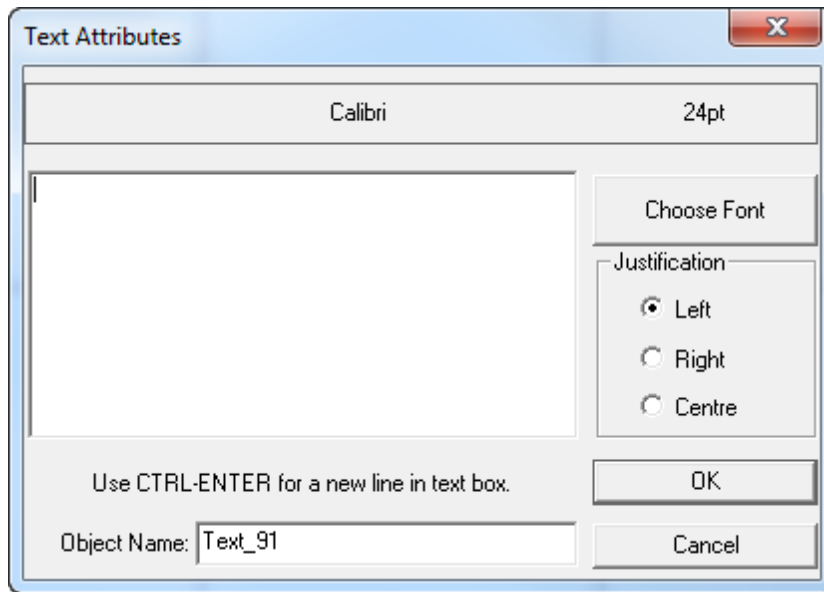 Text Attributes
Calibri 24pt
Choose Font
Justification
Left
Right
Centre
Use CTRL-ENTER for a new line in text box.
OK
Object Name: Text_91
Cancel